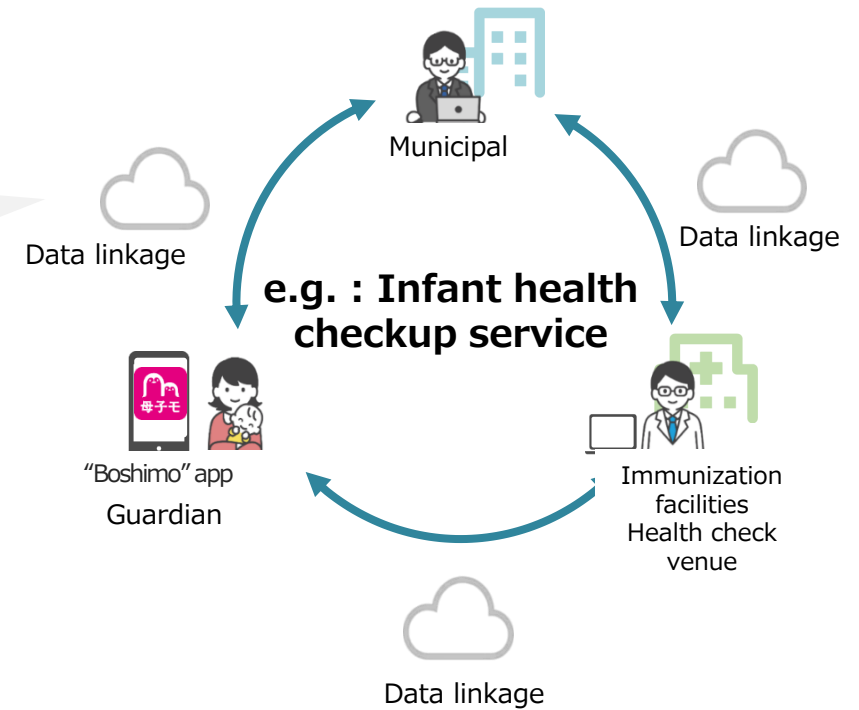 Municipal
Data linkage
Data linkage
e.g. : Infant health
checkup service
母子モ
“Boshimo” app
Guardian
Immunization
facilities
Health check
venue
Data linkage